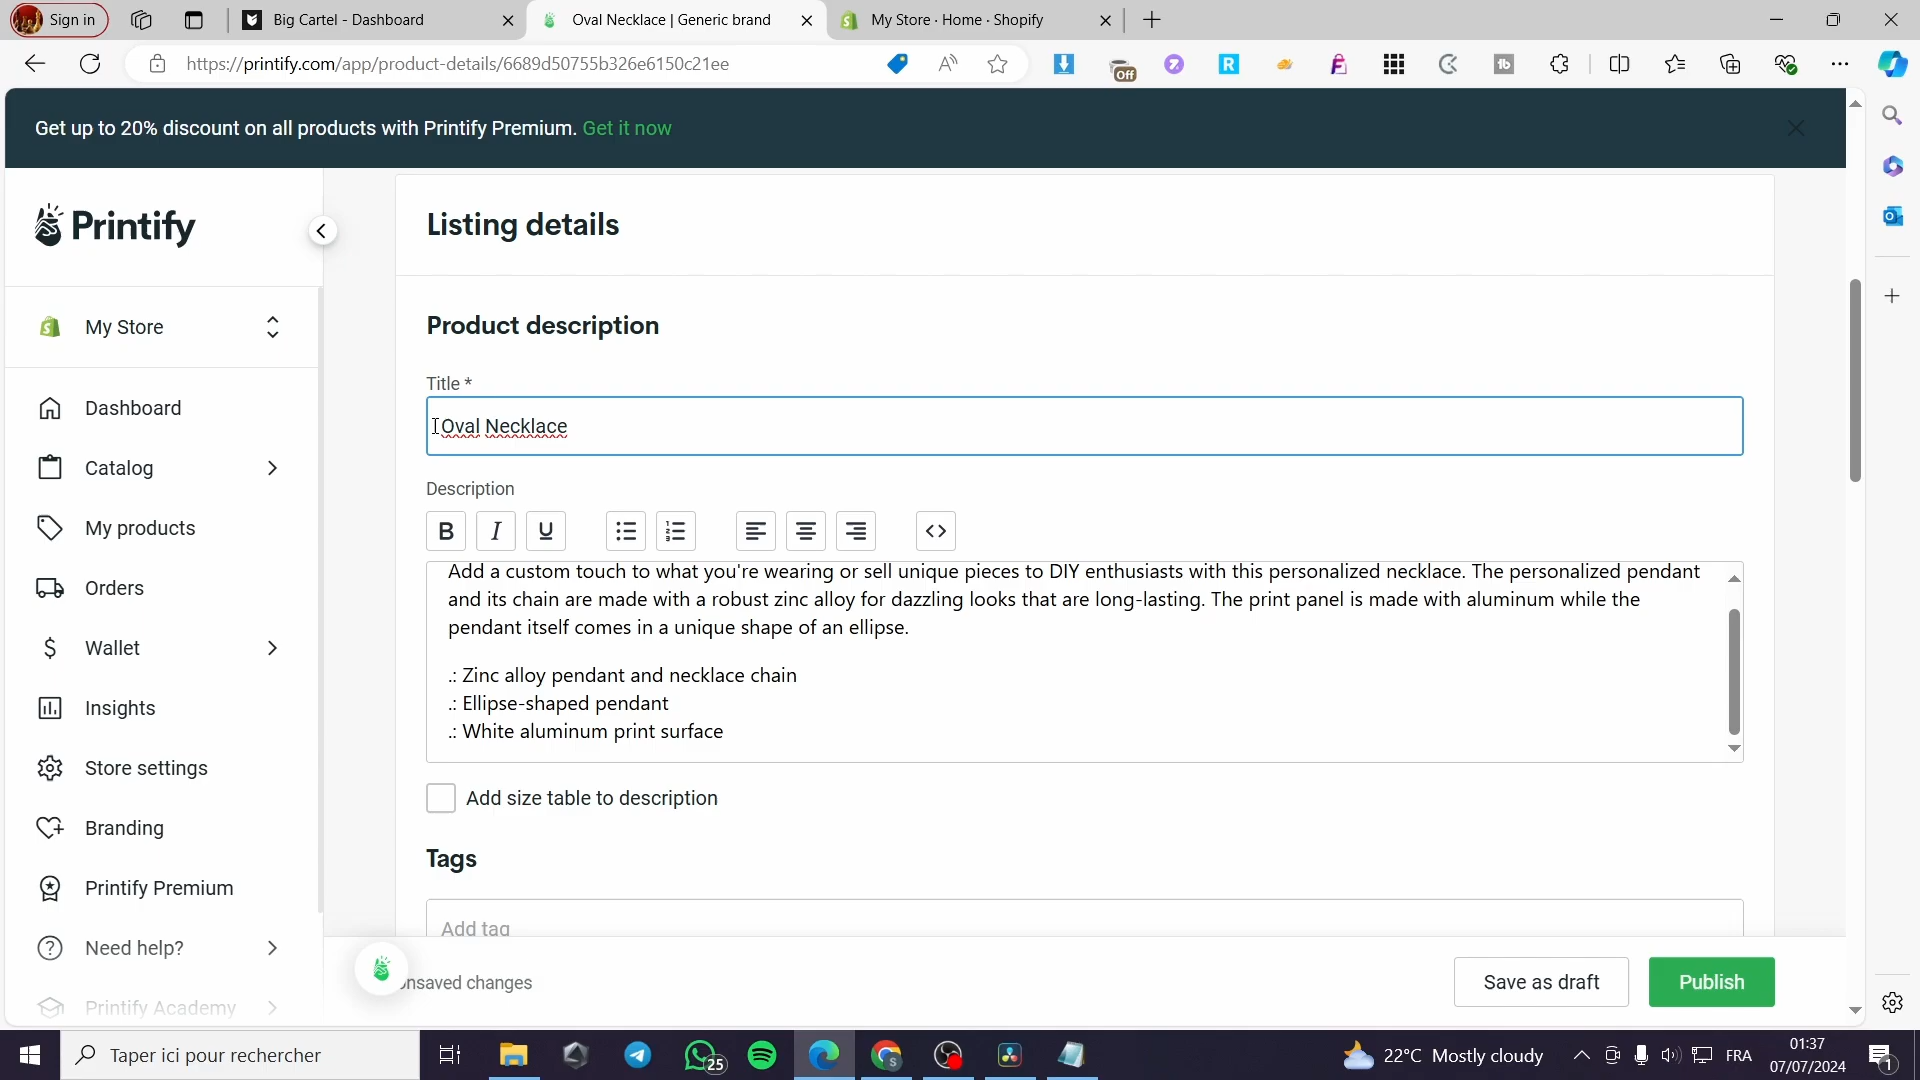 Sign in
Big Cartel - Dashboard
Oval Necklace | Generic brand
My Store · Home · Shopify
https://printify.com/app/product-details/6689d50755b326e6150c21ee
Off
Get up to 20% discount on all products with Printify Premium. Get it now
Printify
My Store
Dashboard
Catalog
My products
Orders
Wallet
Insights
Store settings
Branding
Printify Premium
Need help?
Printify Academy
Listing details
Product description
Title *
Oval Necklace
Description
B I U
Add a custom touch to what you're wearing or sell unique pieces to DIY enthusiasts with this personalized necklace. The personalized pendant
and its chain are made with a robust zinc alloy for dazzling looks that are long-lasting. The print panel is made with aluminum while the
pendant itself comes in a unique shape of an ellipse.
.: Zinc alloy pendant and necklace chain
.: Ellipse-shaped pendant
.: White aluminum print surface
Add size table to description
Tags
Add tag
nsaved changes
Save as draft
Publish
Taper ici pour rechercher
25
22°C Mostly cloudy
FRA
01:37
07/07/2024
1